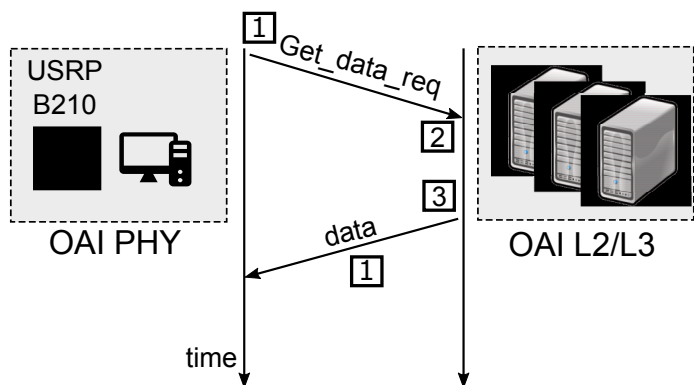 1
Get_data_req
USRP
B210
2
3
OAI PHY
data
OAI L2/L3
1
time